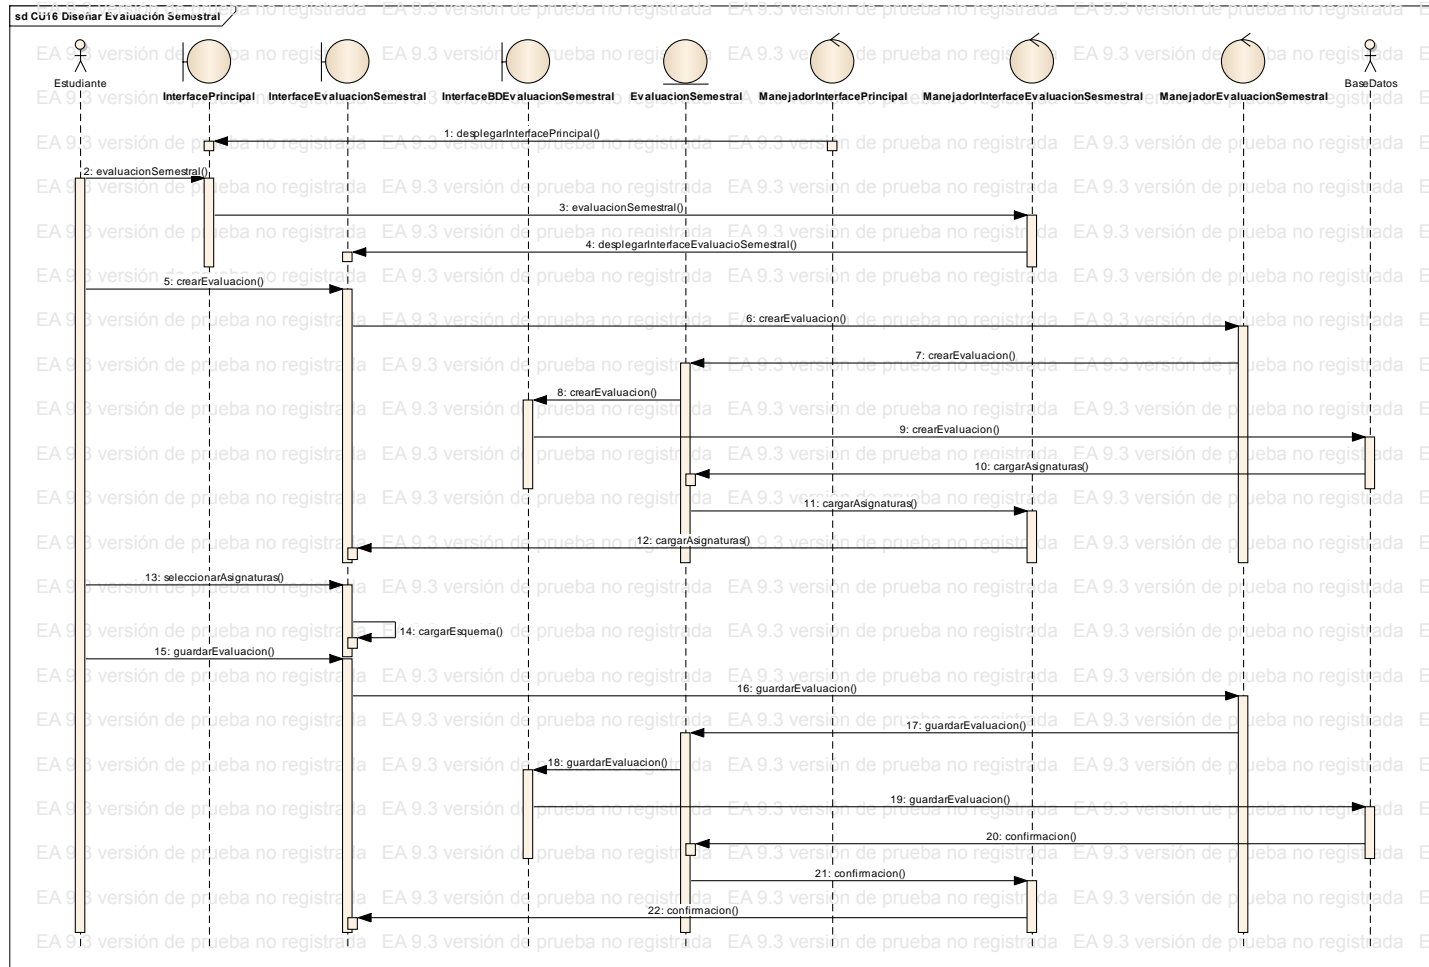 sd CU16 Diseñar Evaluación Semestral
Estudiante
InterfacePrincipal
InterfaceEvaluacionSemestral
InterfaceBDEvaluacionSemestral
EvaluacionSemestral
ManejadorInterfacePrincipal
ManejadorInterfaceEvaluacionSesmestral
ManejadorEvaluacionSemestral
BaseDatos
1: desplegarInterfacePrincipal()
2: evaluacionSemestral()
3: evaluacionSemestral()
4: desplegarInterfaceEvaluacioSemestral()
5: crearEvaluacion()
6: crearEvaluacion()
7: crearEvaluacion()
8: crearEvaluacion()
9: crearEvaluacion()
10: cargarAsignaturas()
11: cargarAsignaturas()
12: cargarAsignaturas()
13: seleccionarAsignaturas()
14: cargarEsquema()
15: guardarEvaluacion()
16: guardarEvaluacion()
17: guardarEvaluacion()
18: guardarEvaluacion()
19: guardarEvaluacion()
20: confirmacion()
21: confirmacion()
22: confirmacion()
EA 9.3 versión de prueba no registrada